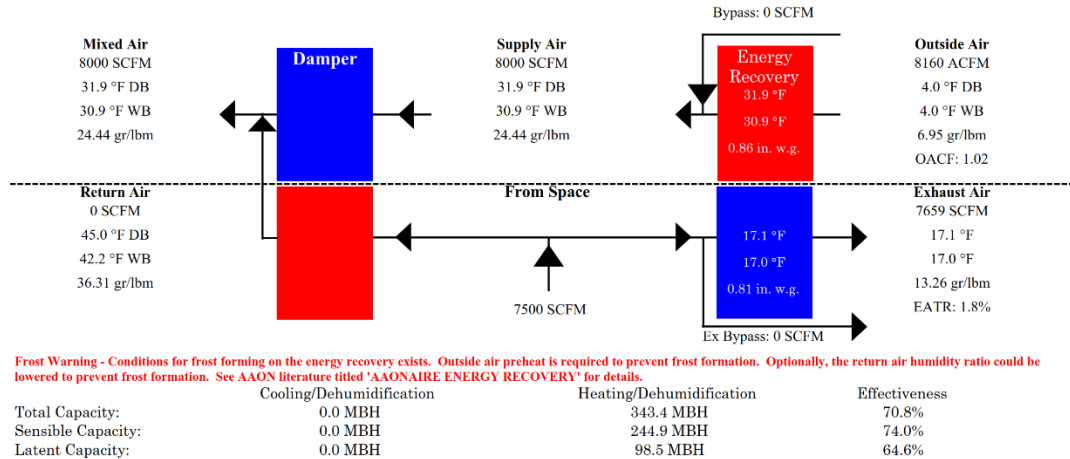 Bypass: 0 SCFM
Mixed Air
8000 SCFM
31.9 °F DB
30.9 °F WB
24.44 gr/lbm
Damper
Supply Air
8000 SCFM
31.9 °F DB
30.9 °F WB
24.44 gr/lbm
Energy
Recovery
31.9 °F
30.9 °F
0.86 in. w.g.
Outside Air
8160 ACFM
4.0 °F DB
4.0 °F WB
6.95 gr/lbm
OACF: 1.02
Return Air
0 SCFM
45.0 °F DB
42.2 °F WB
36.31 gr/lbm
From Space
7500 SCFM
17.1 °F
17.0 °F
0.81 in. w.g.
Ex Bypass: 0 SCFM
Exhaust Air
7659 SCFM
17.1 °F
17.0 °F
13.26 gr/lbm
EATR: 1.8%
Frost Warning - Conditions for frost forming on the energy recovery exists. Outside air preheat is required to prevent frost formation. Optionally, the return air humidity ratio could be
lowered to prevent frost formation. See AAON literature titled 'AAONAIRE ENERGY RECOVERY' for details.
Cooling/Dehumidification Heating/Dehumidification Effectiveness
Total Capacity: 0.0 MBH 343.4 MBH 70.8%
Sensible Capacity: 0.0 MBH 244.9 MBH 74.0%
Latent Capacity: 0.0 MBH 98.5 MBH 64.6%